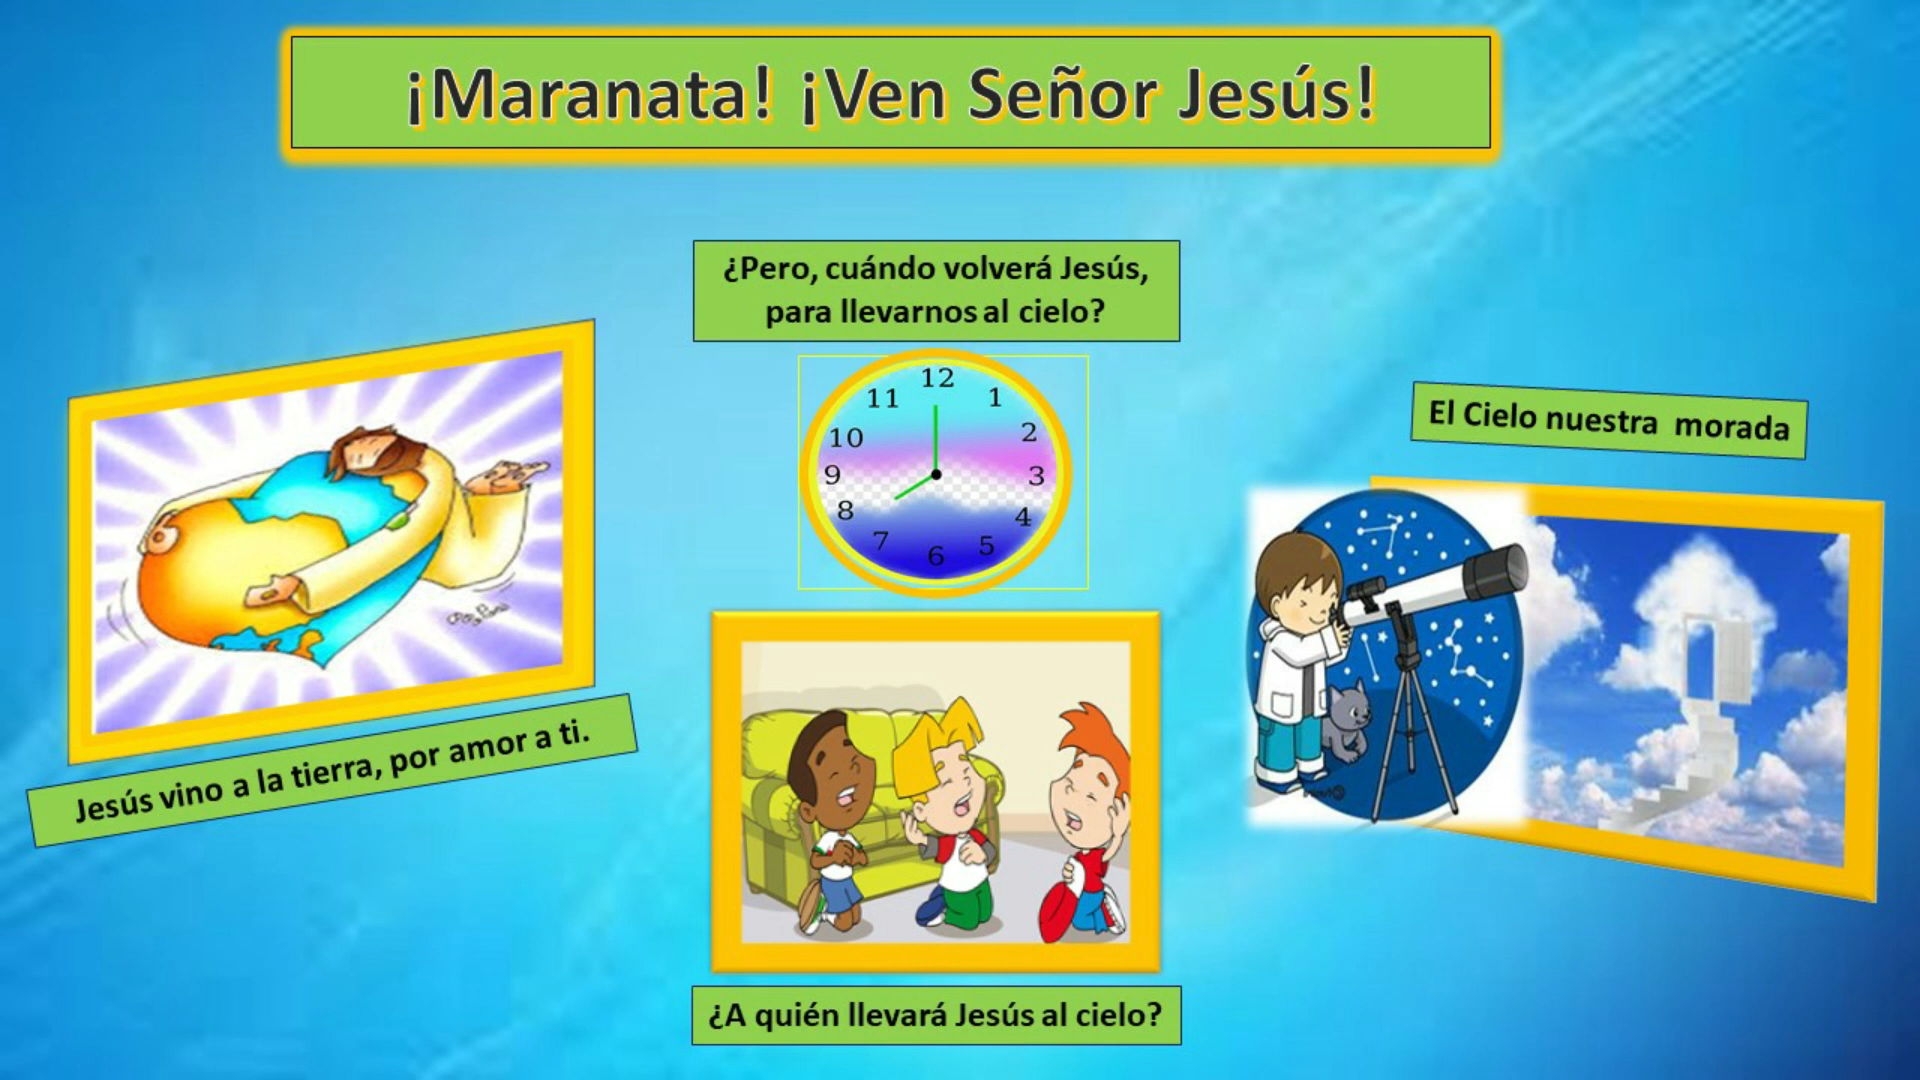 ¡Maranata! ¡Ven Señor Jesús!
¿Pero, cuándo volverá Jesús,
para llevarnos al cielo?
12
11
1
10
2
9
3
8
4
7
5
6
El Cielo nuestra morada
Jesús vino a la tierra, por amor a ti.
¿A quién llevará Jesús al cielo?